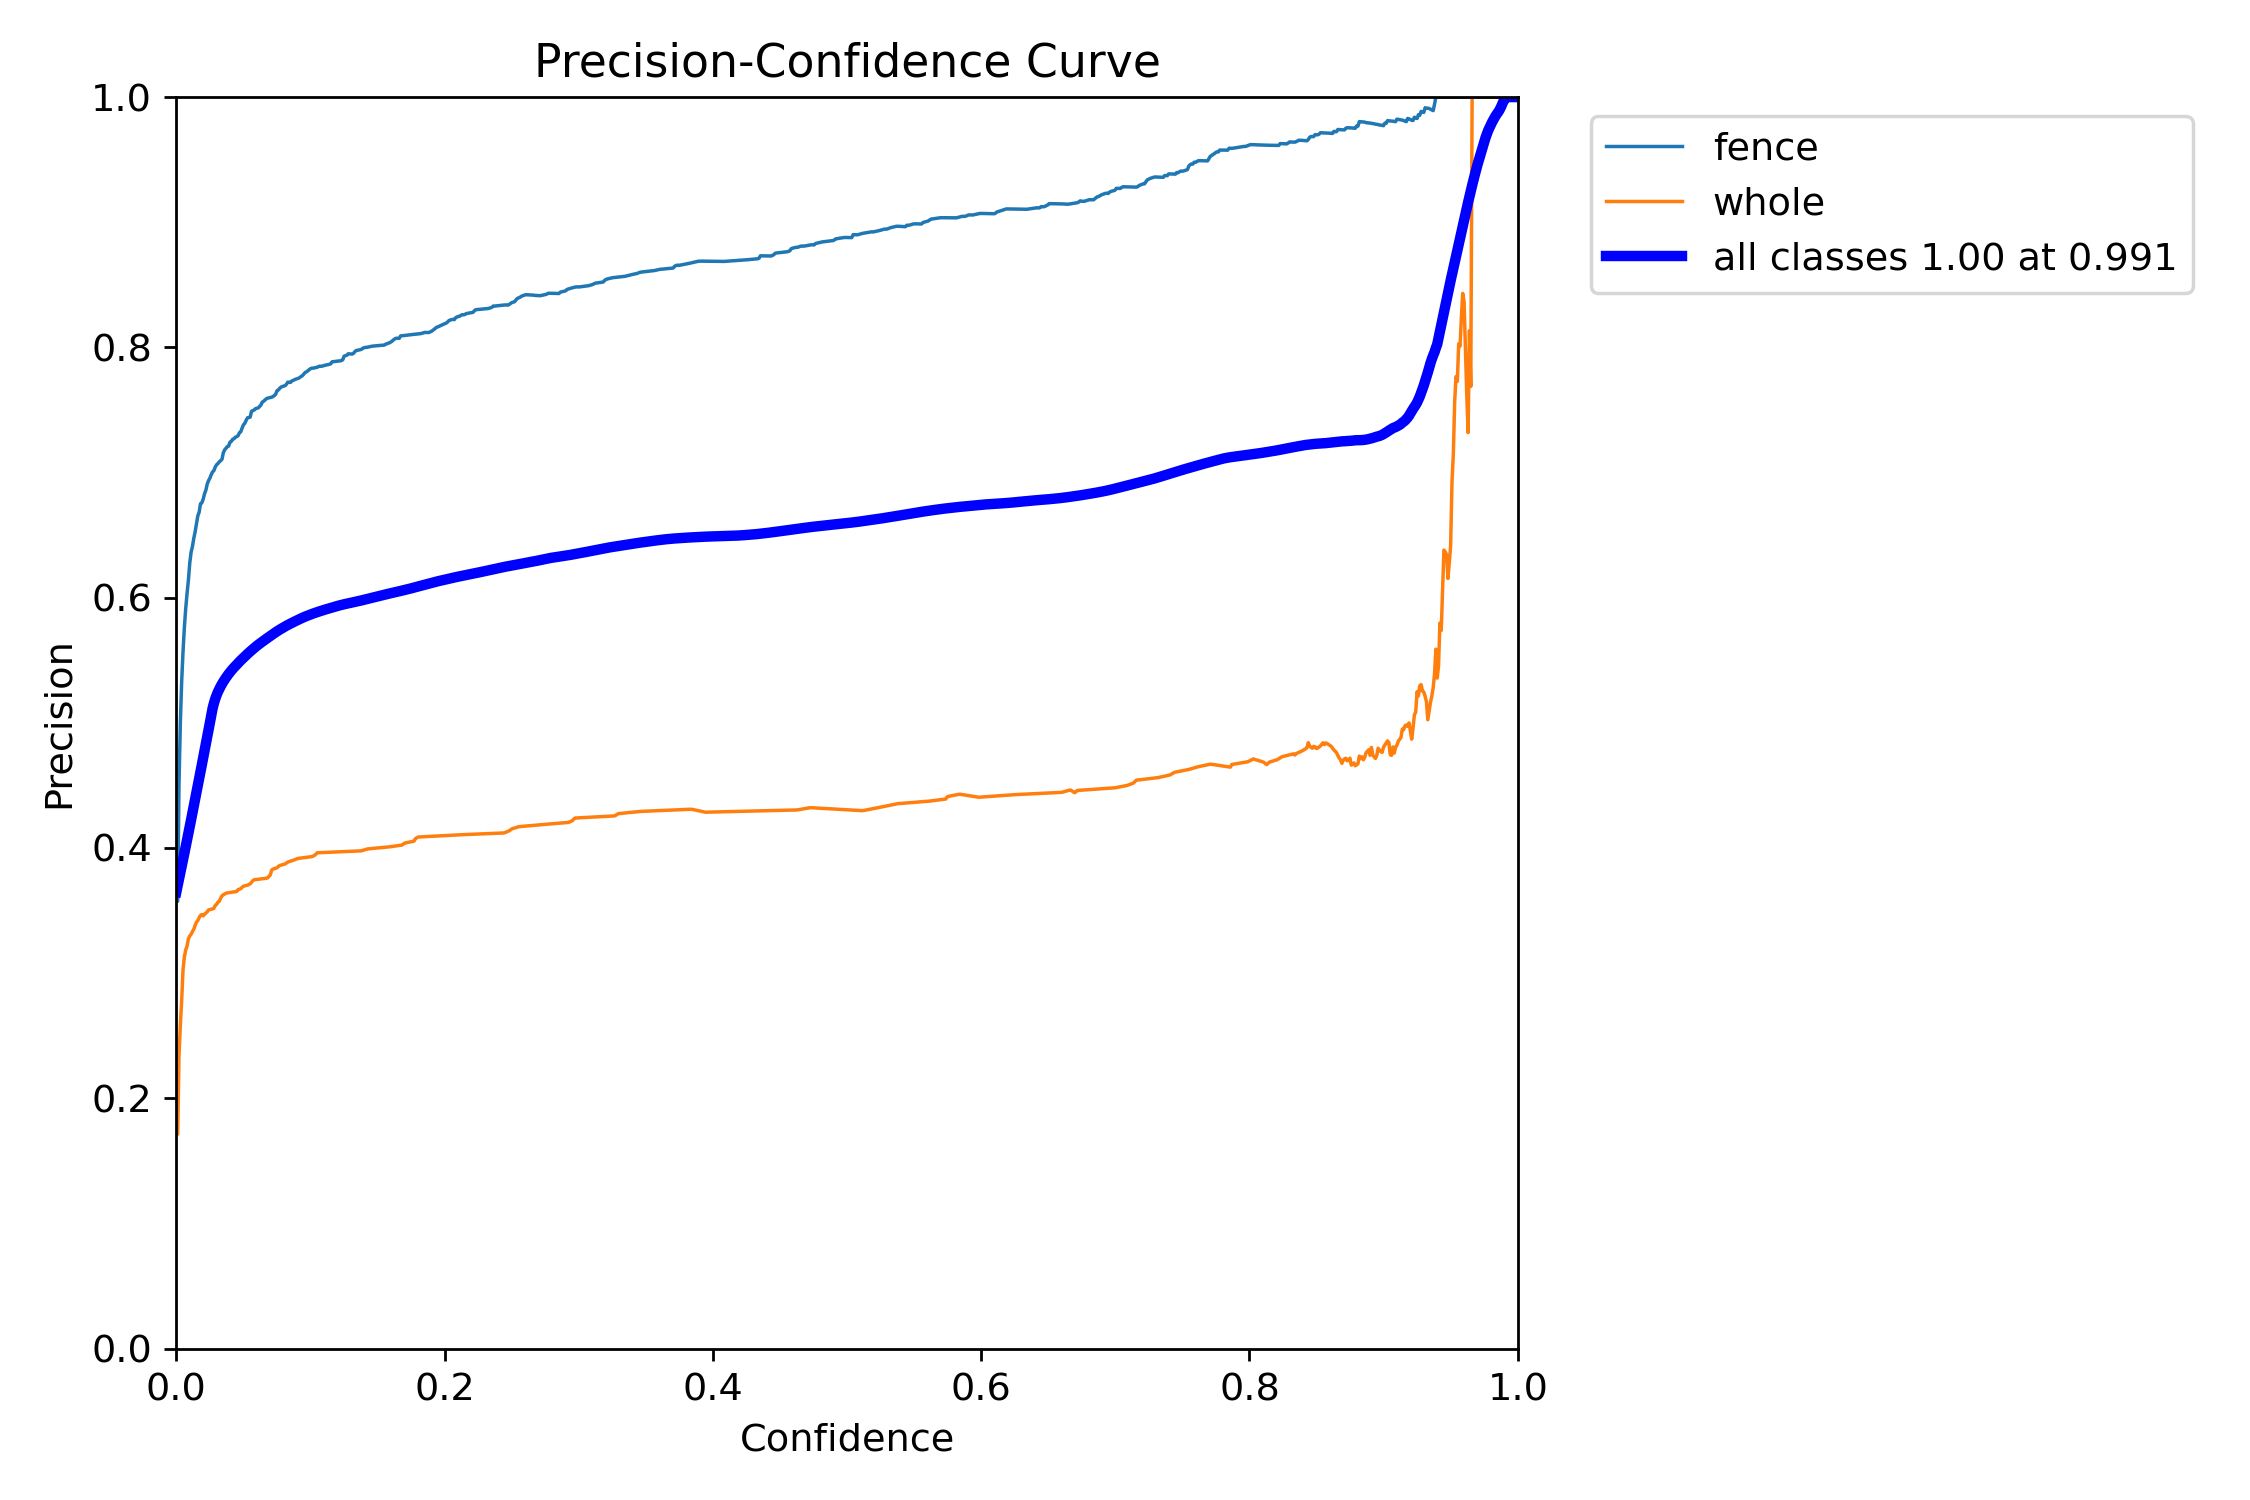 Precision-Confidence Curve
1.0
0.8
0.6
0.4
0.2
0.0
Precision
0.0 0.2 0.4 0.6 0.8 1.0
Confidence
fence
whole
all classes 1.00 at 0.991